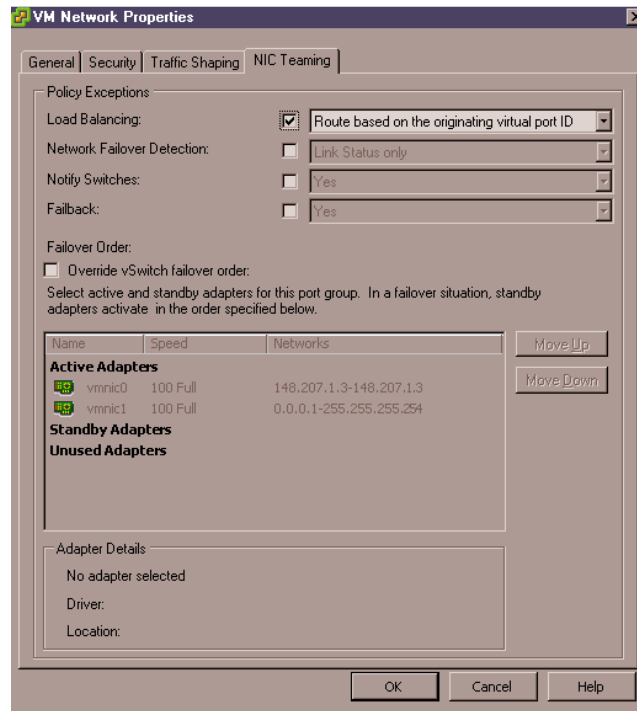 VM Network Properties
General Security Traffic Shaping NIC Teaming
Policy Exceptions
Load Balancing: Route based on the originating virtual port ID
Network Failover Detection: Link Status only
Notify Switches: Yes
Failback: Yes
Failover Order:
Override vSwitch failover order:
Select active and standby adapters for this port group. In a failover situation, standby
adapters activate in the order specified below.
Name Speed Networks Move Up
Active Adapters
vmnic0 100 Full 148.207.1.3-148.207.1.3 Move Down
vmnic1 100 Full 0.0.0.1-255.255.255.254
Standby Adapters
Unused Adapters
Adapter Details
No adapter selected
Driver:
Location:
OK Cancel Help